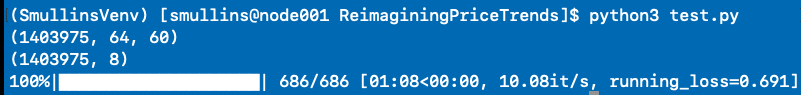 (SmullinsVenv) [smullins@node001 ReimaginingPriceTrends]$ python3 test.py
(1403975, 64, 60)
(1403975, 8)
100%|████████████████████| 686/686 [01:08<00:00, 10.08it/s, running_loss=0.691]